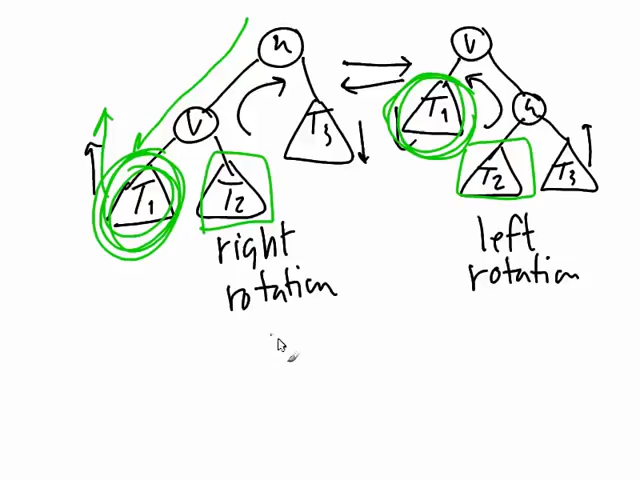 u
v
T1
T2
T3
right
rotation
v
u
T1
T2
T3
left
rotation